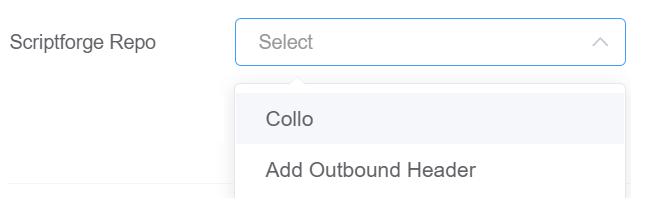 Scriptforge Repo
Select
Collo
Add Outbound Header